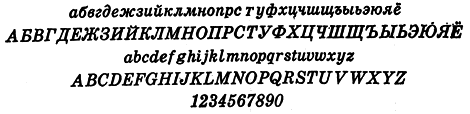 абвгдежзийклмнопрстуфхцчшщъыьэюяё
АБВГДЕЖЗИЙКЛМНОПРСТУФХЦЧШЩЪЫЬЭЮЯЁ
abcdefghijklmnopqrstuvwxyz
ABCDEFGHIJKLMNOPQRSTUVWXYZ
1234567890